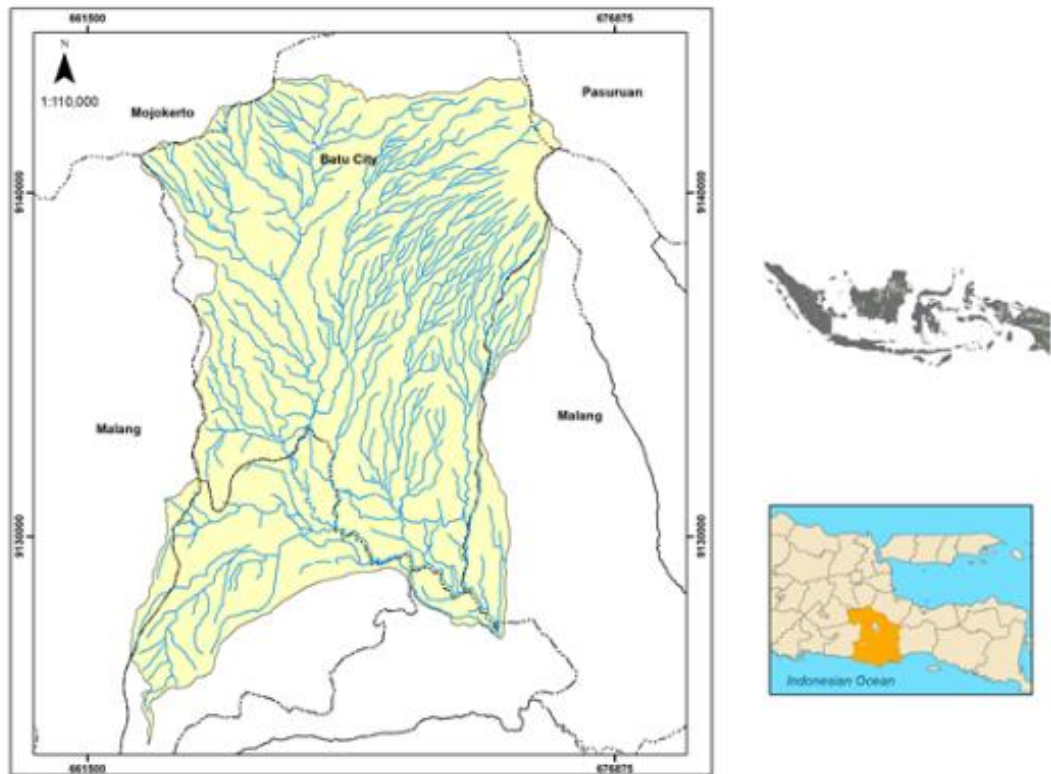 661500 676875
N
1:110,000
Mojokerto
Pasuruan
Batu City
9140000 9140000
Malang
Malang
9130000 9130000
Indonesian Ocean
661500 676875